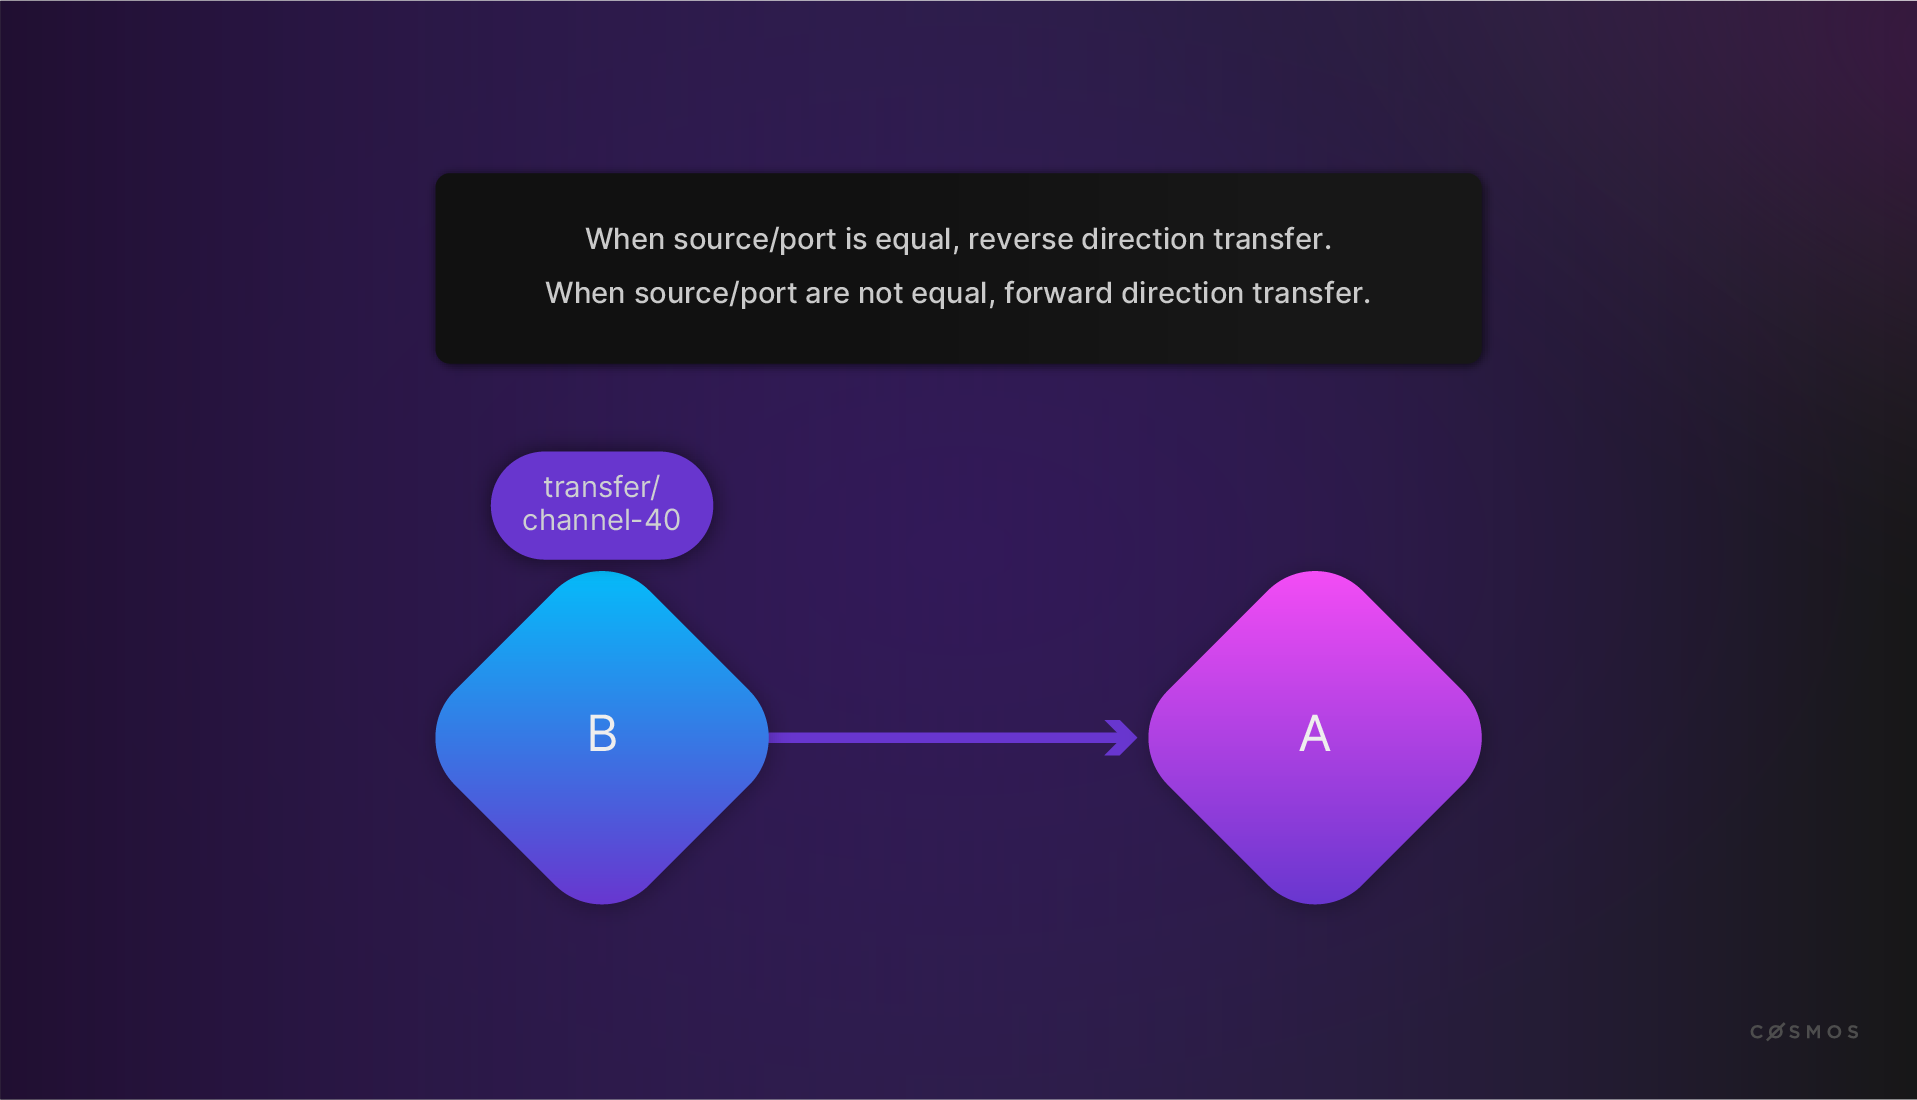 When source/port is equal, reverse direction transfer.
When source/port are not equal, forward direction transfer.
transfer/
channel-40
B
A
COSMOS